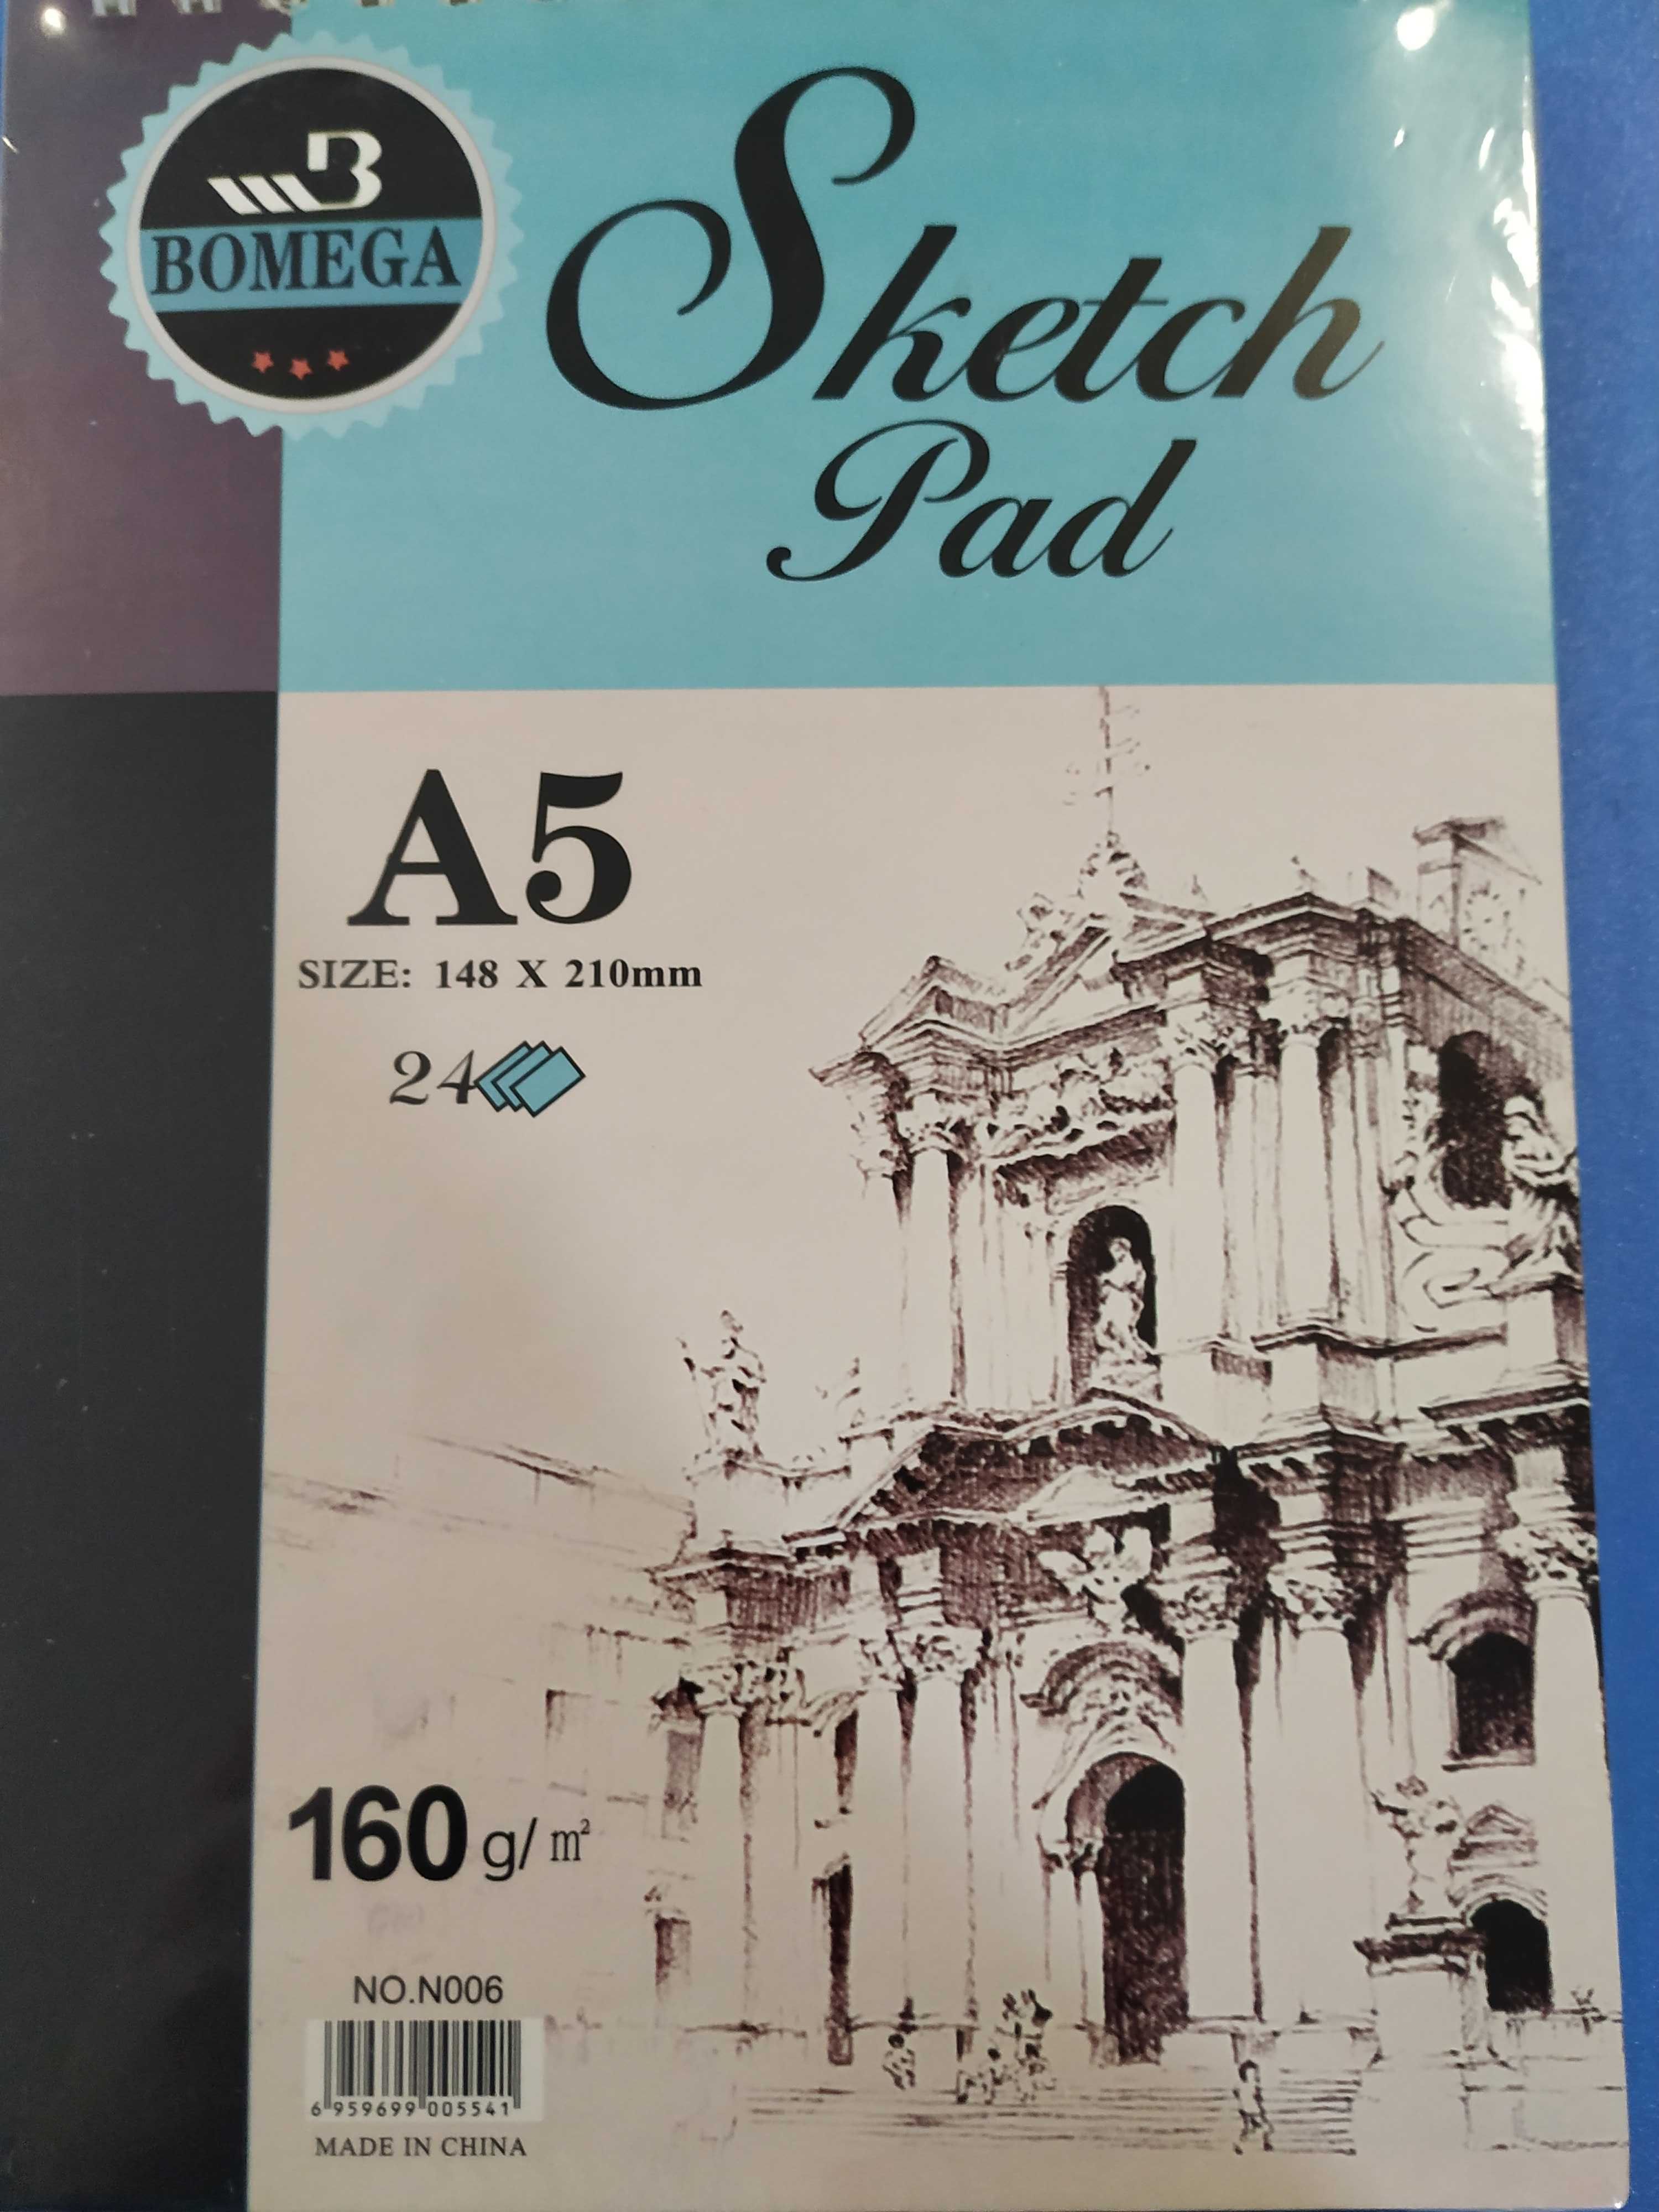 B
BOMEGA
Sketch
Pad
A5
SIZE: 148 X 210mm
24
160 g/m²
NO.N006
6 959699 005541
MADE IN CHINA